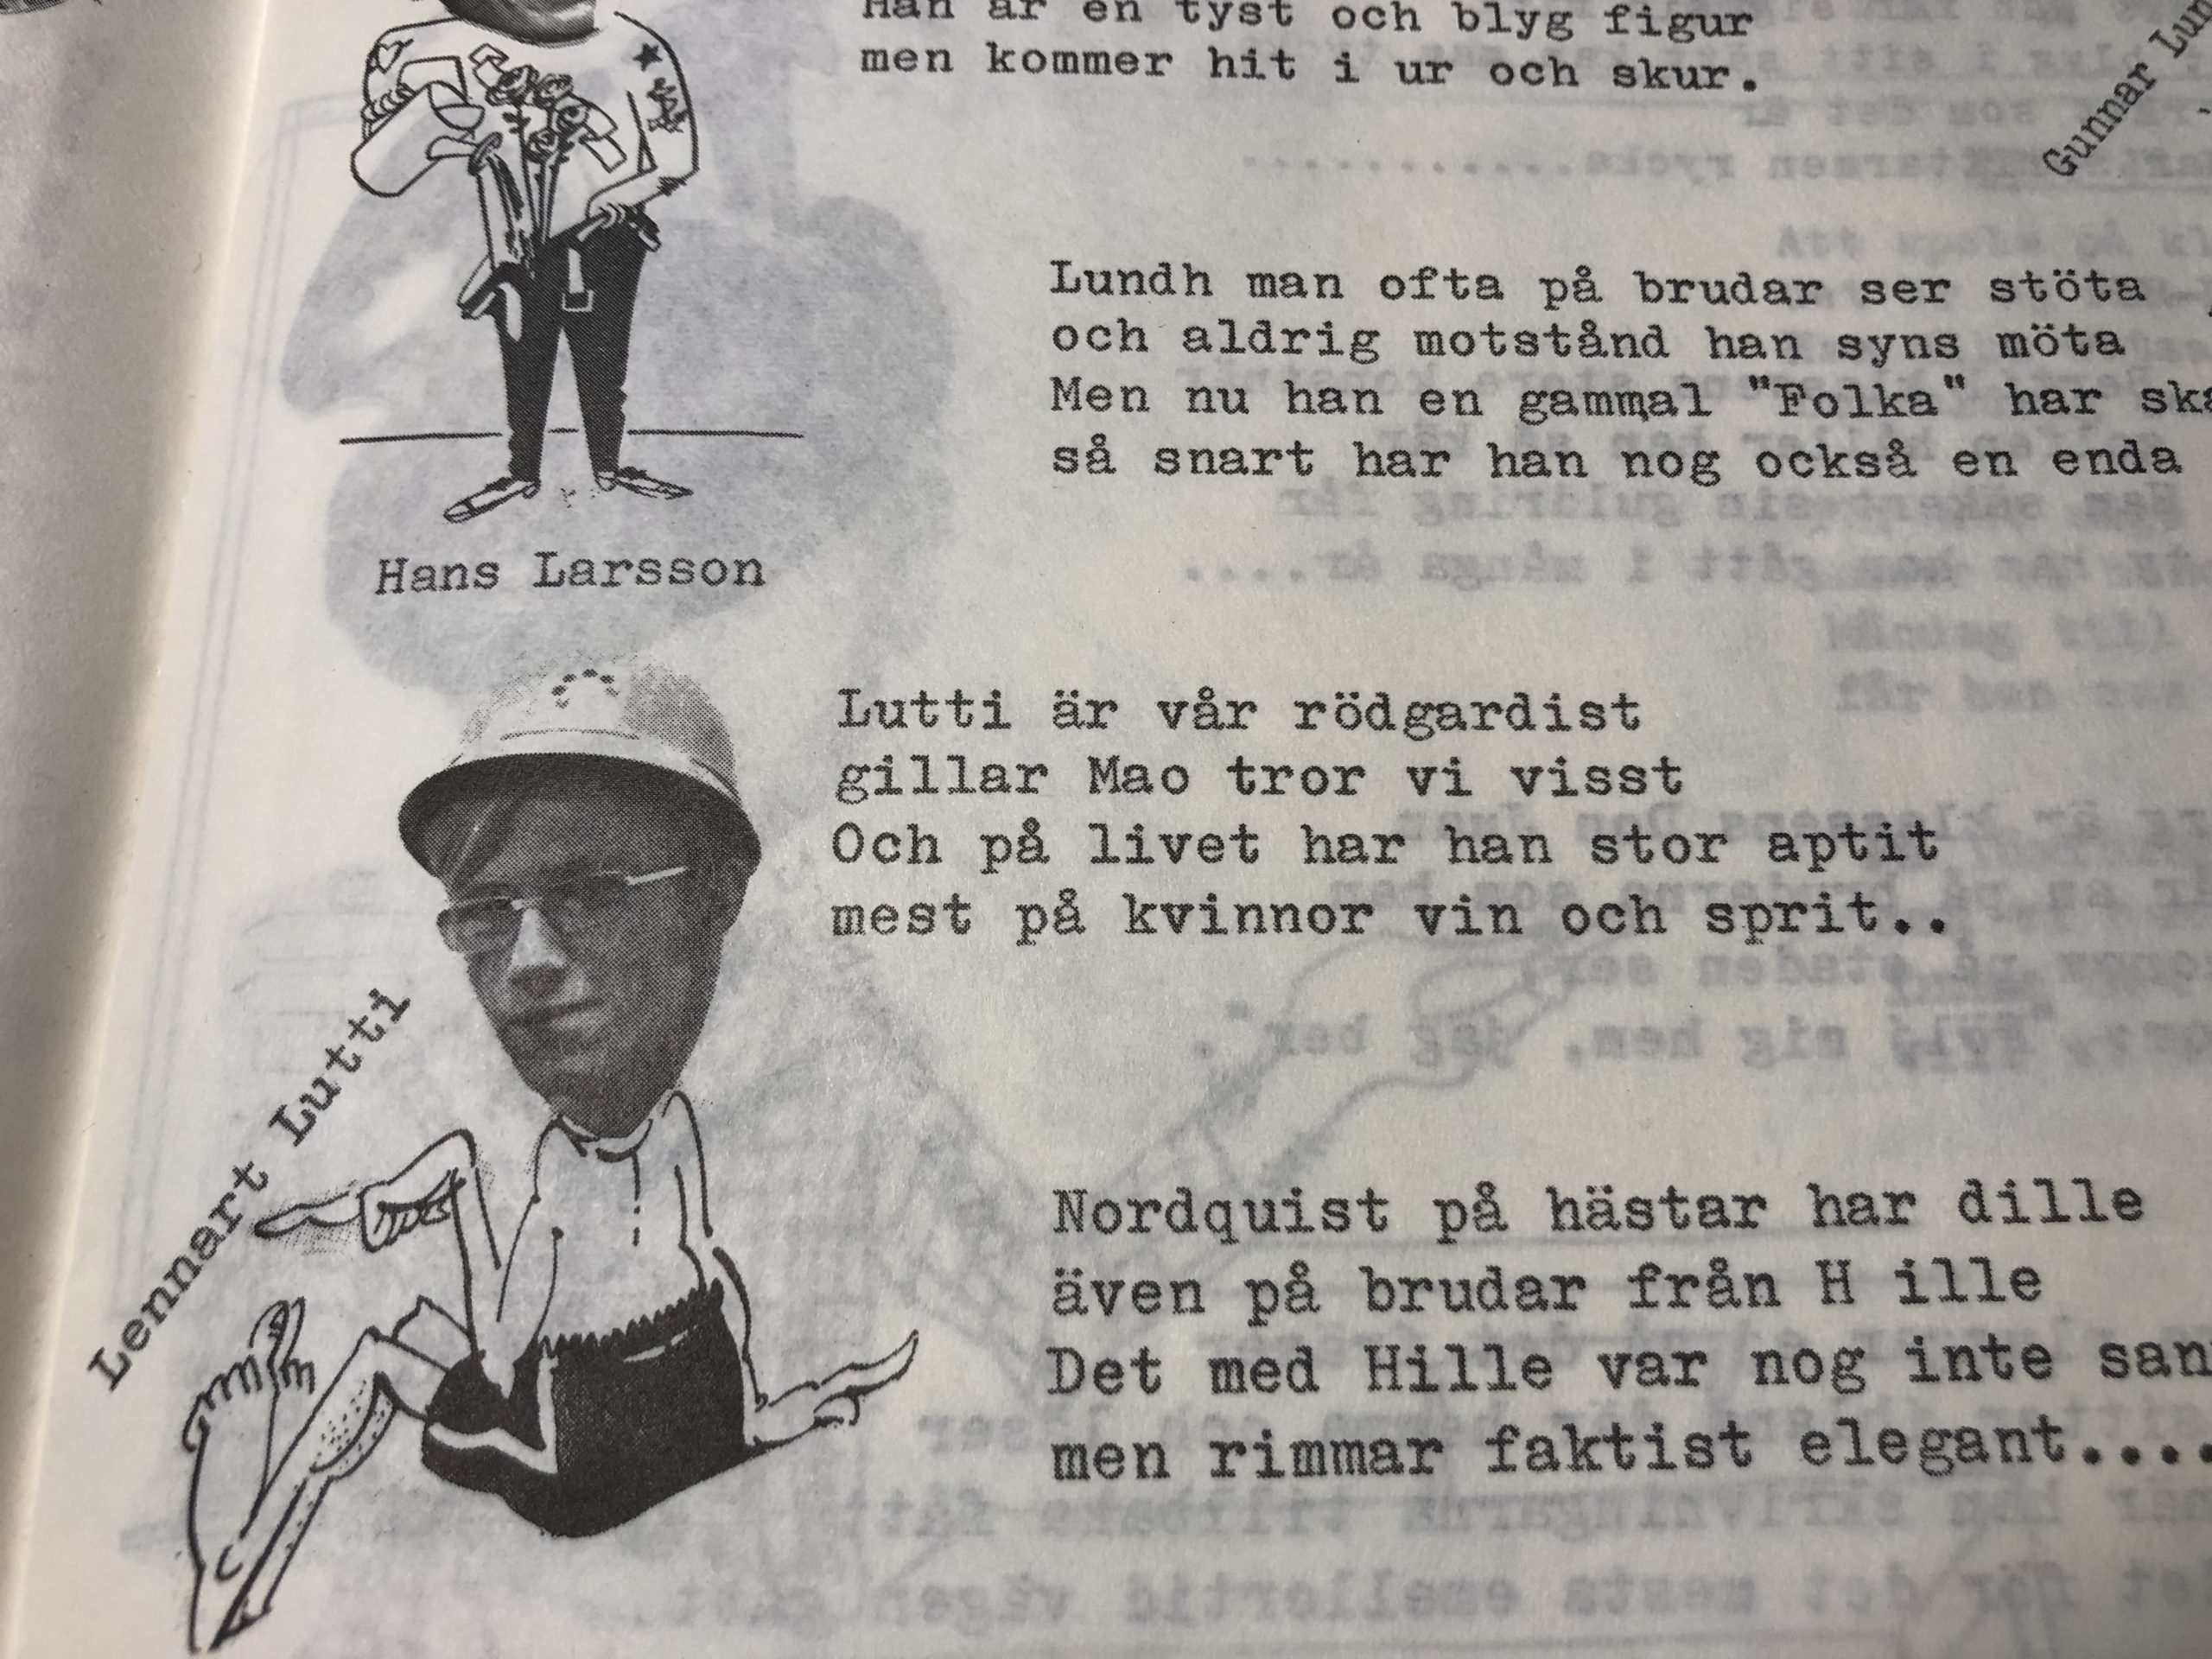 Han är en tyst och blyg figur
men kommer hit i ur och skur.
Gunnar
Lundh man ofta på brudar ser stöta
och aldrig motstånd han syns möta
Men nu han en gammal "Folka" har
så snart har han nog också en enda
Hans Larsson
Lutti är vår rödgardist
gillar Mao tror vi visst
Och på livet har han stor aptit
mest på kvinnor vin och sprit..
Lennart Lutti
Nordquist på hästar har dille
även på brudar från H ille
Det med Hille var nog inte
men rimmar faktist elegant....